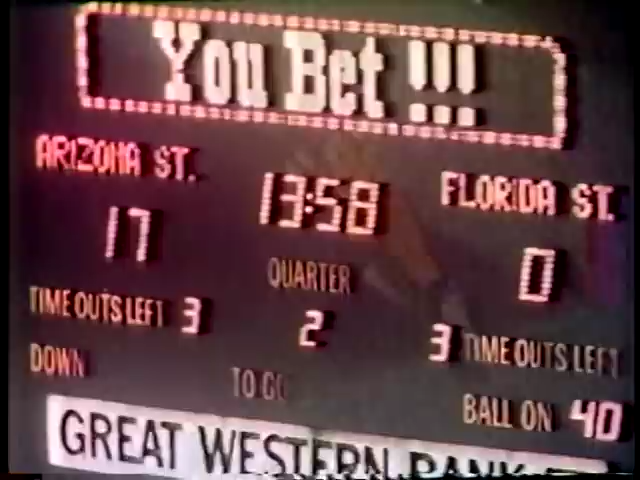 You Bet !!!
ARIZONA ST.
13:58
FLORIDA ST.
17
0
QUARTER
TIME OUTS LEFT 3
2
3 TIME OUTS LEFT
DOWN
TO GO
BALL ON 40
GREAT WESTERN BANK